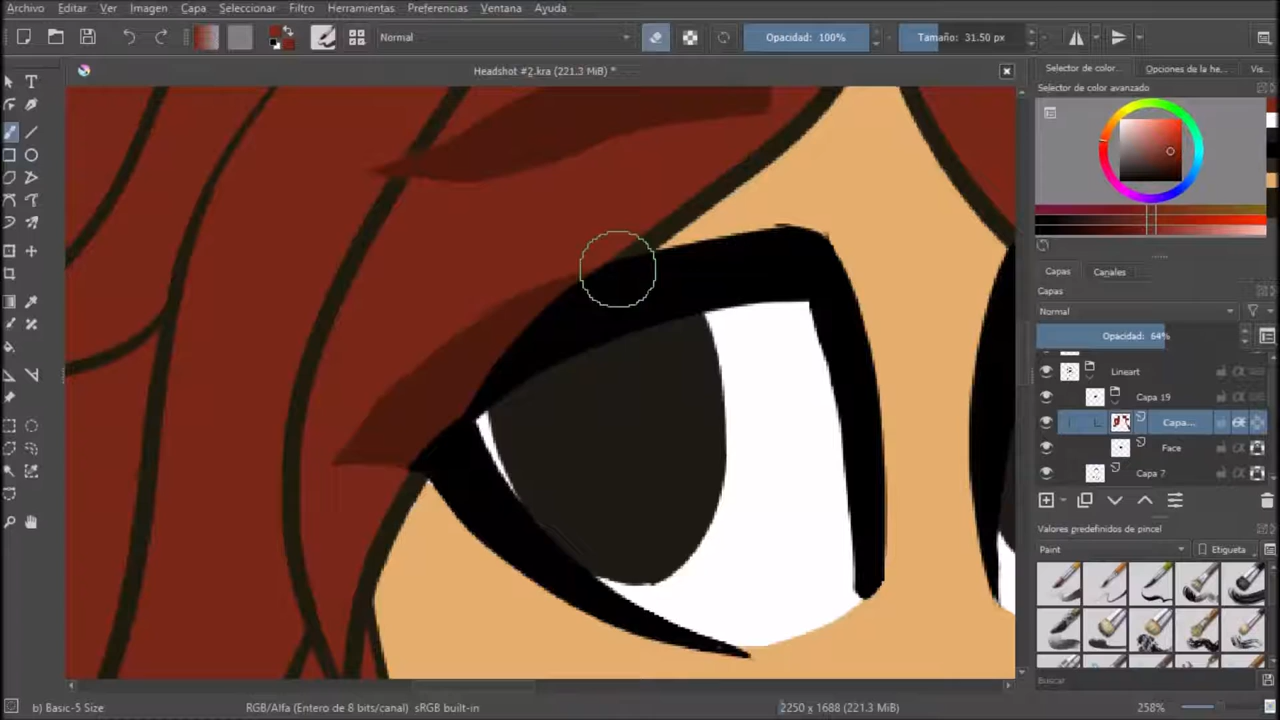 Archivo Editar Ver Imagen Capa Seleccionar Filtro Herramientas Preferencias Ventana Ayuda
Normal
Opacidad: 100%
Tamaño: 31.50 px
Headshot #2.kra (221.3 MiB) *
Selector de color... Opciones de la he... Vis...
Selector de color avanzado
Capas Canales
Capas
Normal
Opacidad: 64%
Lineart
Capa 19
Capa...
Face
Capa 7
Valores predefinidos de pincel
Paint
Etiqueta
Buscar
b) Basic-5 Size
RGB/Alfa (Entero de 8 bits/canal) sRGB built-in
2250 x 1688 (221.3 MiB)
258%